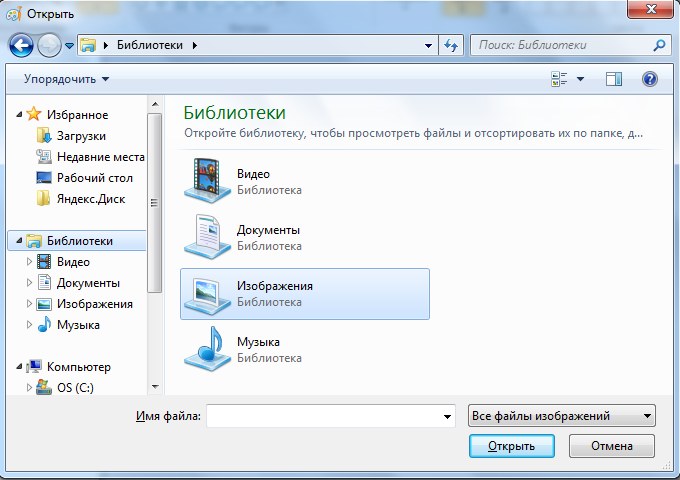 Открыть
Библиотеки
Поиск: Библиотеки
Упорядочить
Избранное
Загрузки
Недавние места
Рабочий стол
Яндекс.Диск
Библиотеки
Видео
Документы
Изображения
Музыка
Компьютер
OS (C:)
Библиотеки
Откройте библиотеку, чтобы просмотреть файлы и отсортировать их по папке, д...
Видео
Библиотека
Документы
Библиотека
Изображения
Библиотека
Музыка
Библиотека
Имя файла:
Все файлы изображений
Открыть
Отмена